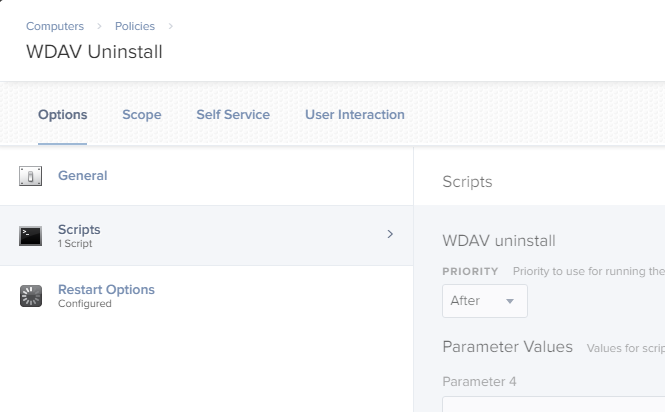 Computers > Policies >
WDAV Uninstall
Options Scope Self Service User Interaction
General
Scripts
1 Script
Restart Options
Configured
Scripts
WDAV uninstall
PRIORITY Priority to use for running the
After
Parameter Values Values for scrip
Parameter 4